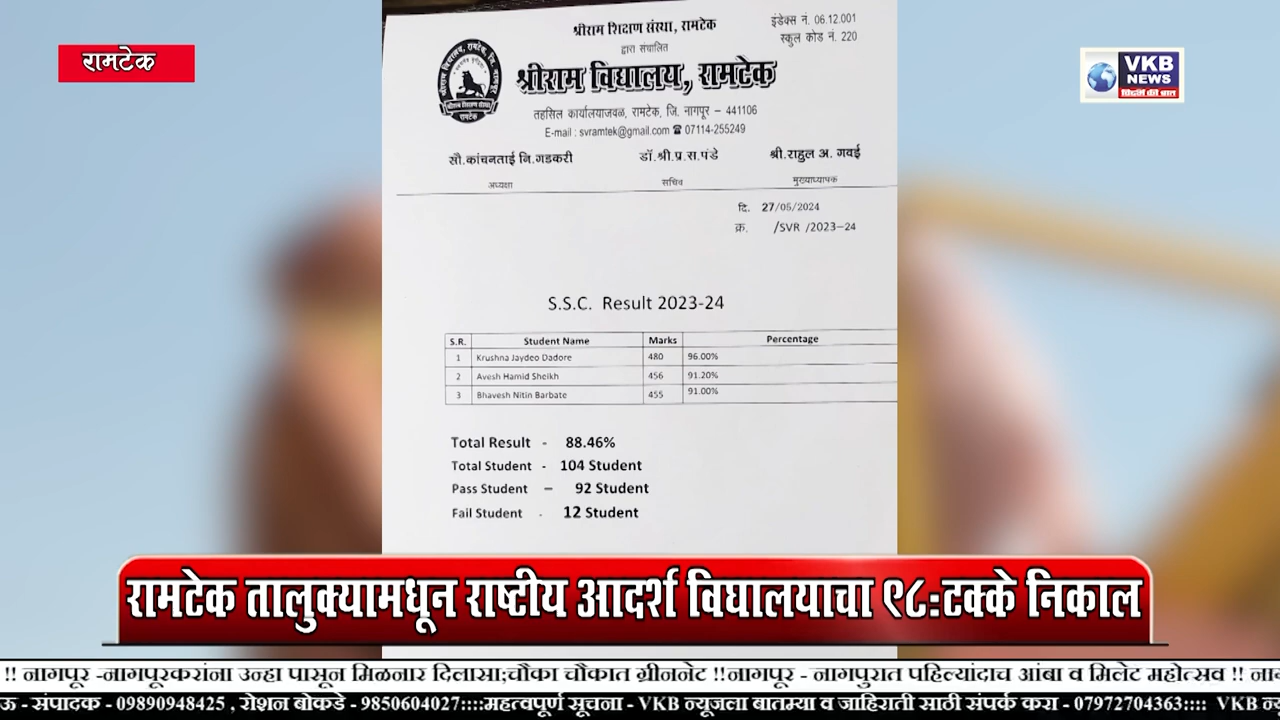 रामटेक
VKB
NEWS
विदर्भ की बात
श्रीराम शिक्षण संस्था, रामटेक
द्वारा संचालित
श्रीराम विद्यालय, रामटेक
तहसिल कार्यालयाजवळ, रामटेक, जि. नागपूर – 441106
E-mail : svramtek@gmail.com ☎ 07114-255249
इंडेक्स नं. 06.12.001
स्कुल कोड नं. 220
सौ.कांचनताई नि.गडकरी डॉ.श्री.प्र.स.पंडे श्री.राहुल अ. गवई
अध्यक्षा सचिव मुख्याध्यापक
दि. 27/05/2024
क्र. /SVR /2023–24
S.S.C. Result 2023-24
S.R. Student Name Marks Percentage
1 Krushna Jaydeo Dadore 480 96.00%
2 Avesh Hamid Sheikh 456 91.20%
3 Bhavesh Nitin Barbate 455 91.00%
Total Result - 88.46%
Total Student - 104 Student
Pass Student – 92 Student
Fail Student - 12 Student
रामटेक तालुक्यामधून राष्टीय आदर्श विघालयाचा ९८:टक्के निकाल
!! नागपूर -नागपूरकरांना उन्हा पासून मिळनार दिलासा;चौका चौकात ग्रीननेट !!नागपूर - नागपुरात पहिल्यांदाच आंबा व मिलेट महोत्सव !!
- संपादक - 09890948425 , रोशन बोकडे - 9850604027::::महत्वपूर्ण सूचना - VKB न्यूजला बातम्या व जाहिराती साठी संपर्क करा - 07972704363:::: VKB